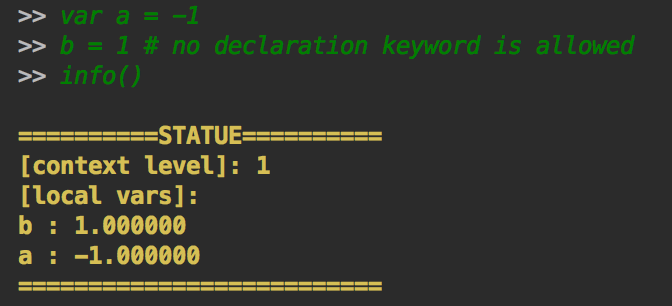 >> var a = -1
>> b = 1 # no declaration keyword is allowed
>> info()
==========STATUE==========
[context level]: 1
[local vars]:
b : 1.000000
a : -1.000000
==========================